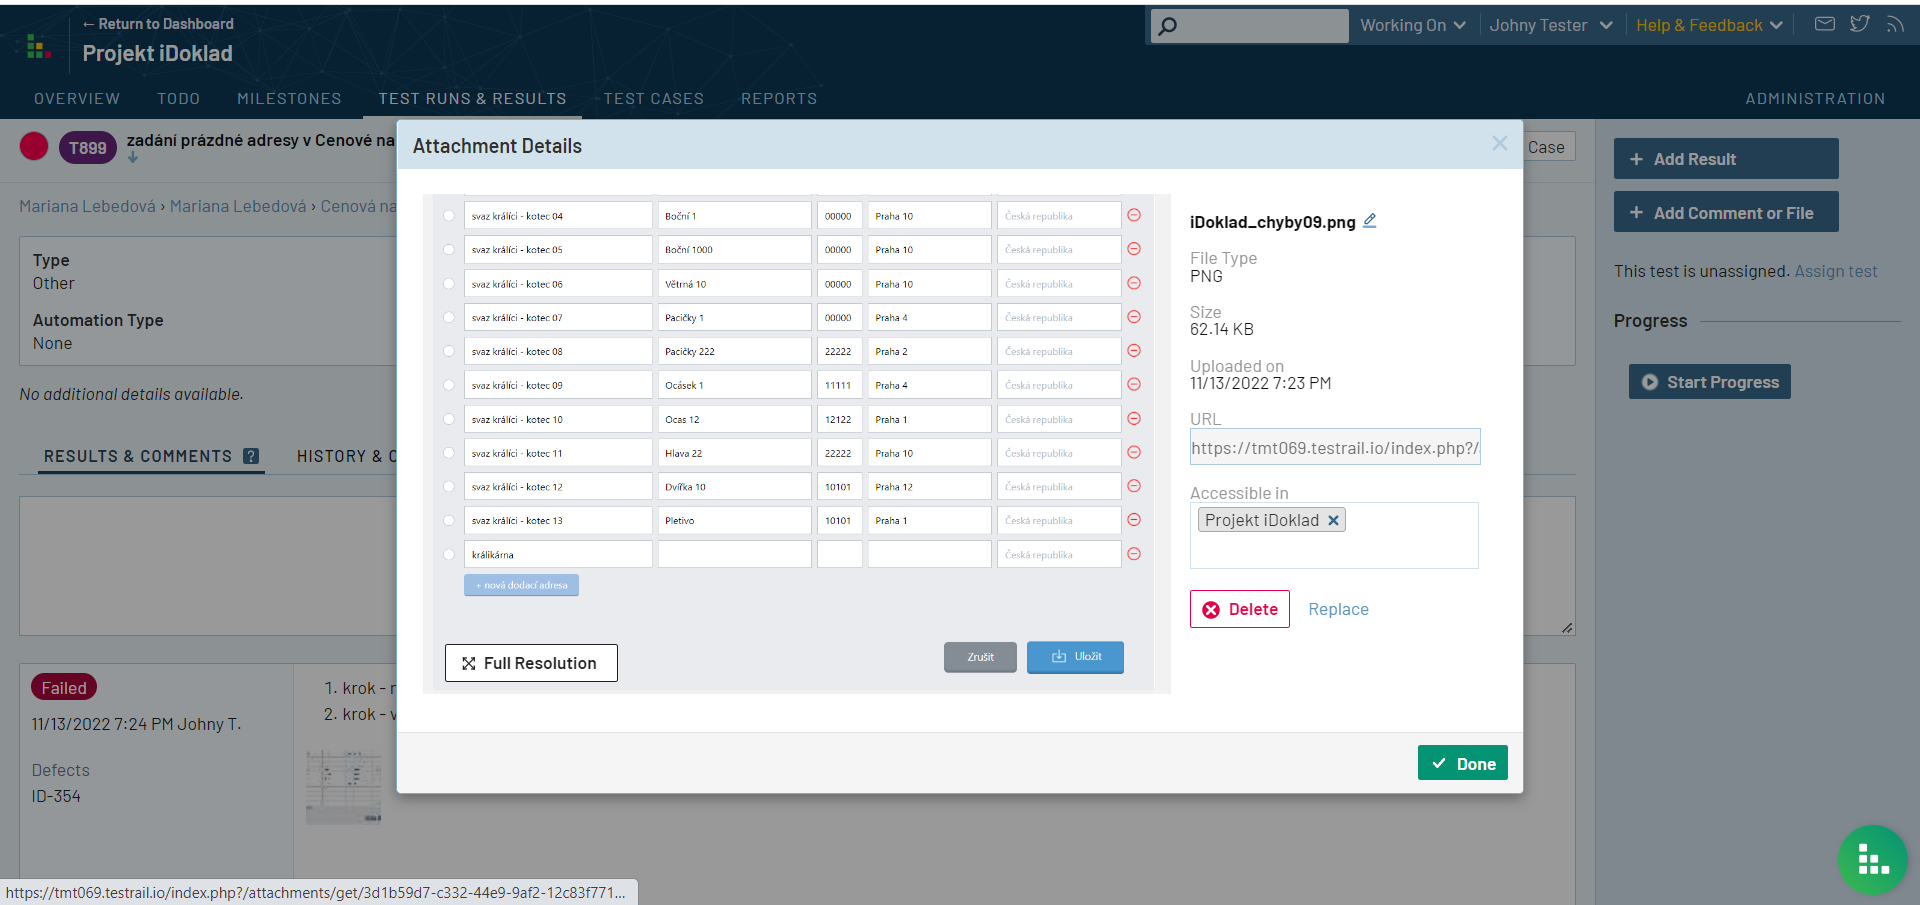 ← Return to Dashboard
Projekt iDoklad
Working On
Johny Tester
Help & Feedback
OVERVIEW
TODO
MILESTONES
TEST RUNS & RESULTS
TEST CASES
REPORTS
ADMINISTRATION
T899
zadání prázdné adresy v Cenové na
Case
Mariana Lebedová › Mariana Lebedová › Cenová na
Type
Other
Automation Type
None
No additional details available.
RESULTS & COMMENTS ?
HISTORY & C
Failed
11/13/2022 7:24 PM Johny T.
Defects
ID-354
1. krok -
2. krok -
Attachment Details
svaz králíci - kotec 04 Boční 1 00000 Praha 10 Česká republika
svaz králíci - kotec 05 Boční 1000 00000 Praha 10 Česká republika
svaz králíci - kotec 06 Větrná 10 00000 Praha 10 Česká republika
svaz králíci - kotec 07 Pacičky 1 00000 Praha 4 Česká republika
svaz králíci - kotec 08 Pacičky 222 22222 Praha 2 Česká republika
svaz králíci - kotec 09 Ocásek 1 11111 Praha 4 Česká republika
svaz králíci - kotec 10 Ocas 12 12122 Praha 1 Česká republika
svaz králíci - kotec 11 Hlava 22 22222 Praha 10 Česká republika
svaz králíci - kotec 12 Dvířka 10 10101 Praha 12 Česká republika
svaz králíci - kotec 13 Pletivo 10101 Praha 1 Česká republika
králikárna Česká republika
+ nová dodací adresa
Full Resolution
Zrušit
Uložit
iDoklad_chyby09.png
File Type
PNG
Size
62.14 KB
Uploaded on
11/13/2022 7:23 PM
URL
https://tmt069.testrail.io/index.php?/
Accessible in
Projekt iDoklad
Delete
Replace
Done
+ Add Result
+ Add Comment or File
This test is unassigned. Assign test
Progress
Start Progress
https://tmt069.testrail.io/index.php?/attachments/get/3d1b59d7-c332-44e9-9af2-12c83f771...